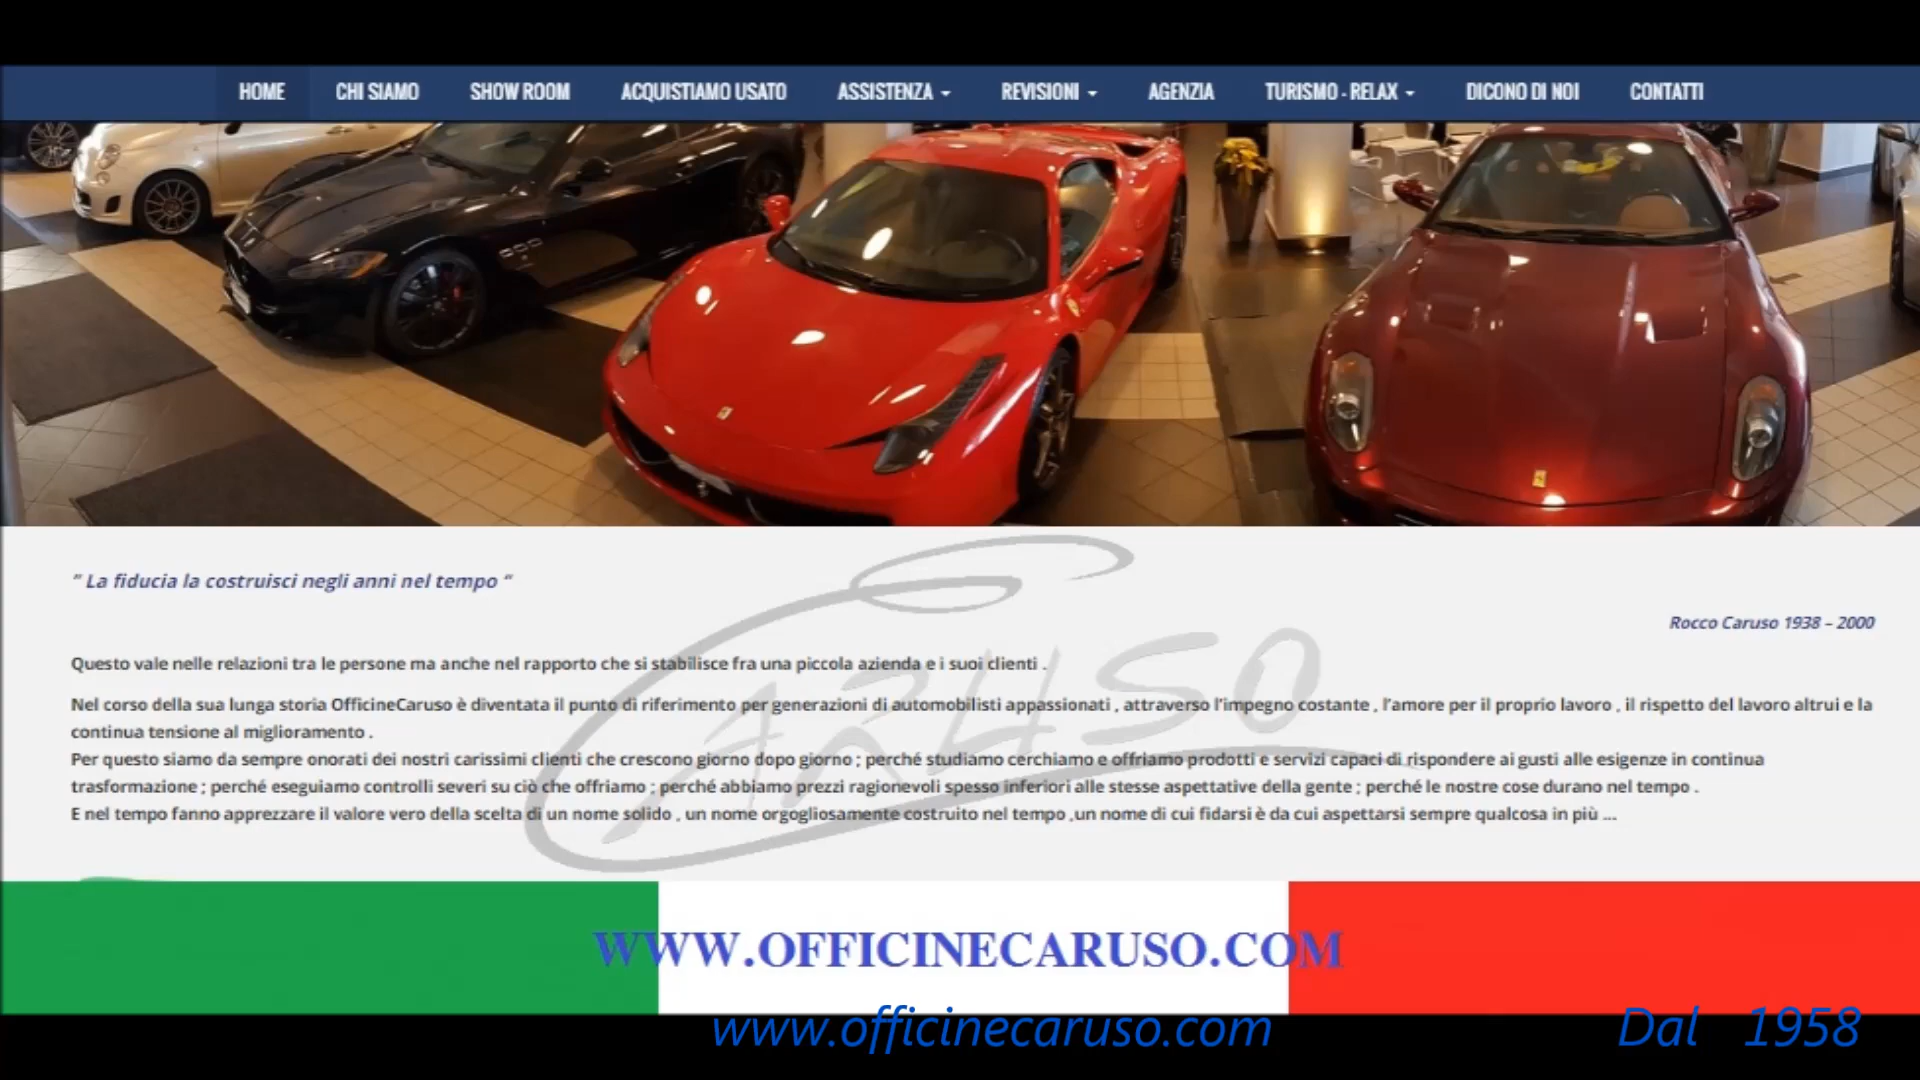 HOME CHI SIAMO SHOW ROOM ACQUISTIAMO USATO ASSISTENZA REVISIONI AGENZIA TURISMO - RELAX DICONO DI NOI CONTATTI
” La fiducia la costruisci negli anni nel tempo “
Rocco Caruso 1938 – 2000
CARUSO
Questo vale nelle relazioni tra le persone ma anche nel rapporto che si stabilisce fra una piccola azienda e i suoi clienti .
Nel corso della sua lunga storia OfficineCaruso è diventata il punto di riferimento per generazioni di automobilisti appassionati , attraverso l’impegno costante , l’amore per il proprio lavoro , il rispetto del lavoro altrui e la
continua tensione al miglioramento .
Per questo siamo da sempre onorati dei nostri carissimi clienti che crescono giorno dopo giorno ; perché studiamo cerchiamo e offriamo prodotti e servizi capaci di rispondere ai gusti alle esigenze in continua
trasformazione ; perché eseguiamo controlli severi su ciò che offriamo ; perché abbiamo prezzi ragionevoli spesso inferiori alle stesse aspettative della gente ; perché le nostre cose durano nel tempo .
E nel tempo fanno apprezzare il valore vero della scelta di un nome solido , un nome orgogliosamente costruito nel tempo ,un nome di cui fidarsi è da cui aspettarsi sempre qualcosa in più ...
WWW.OFFICINECARUSO.COM
www.officinecaruso.com Dal 1958